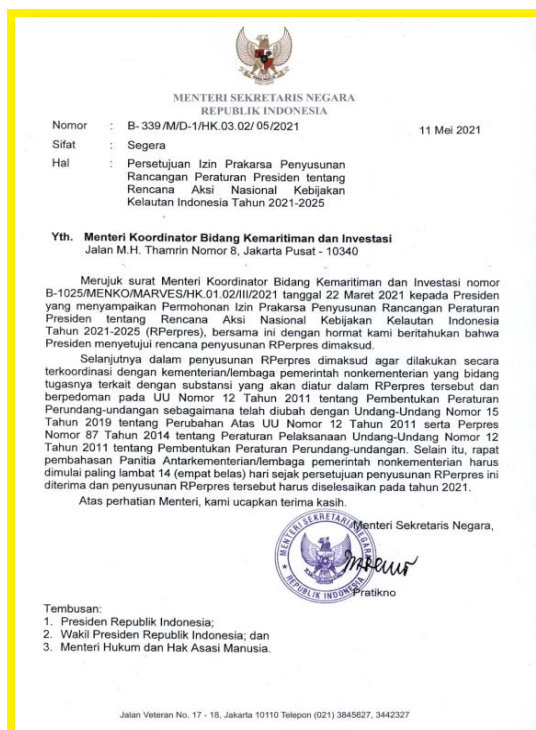 MENTERI SEKRETARIS NEGARA
REPUBLIK INDONESIA
Nomor : B- 339 /M/D-1/HK.03.02/ 05/2021
11 Mei 2021
Sifat : Segera
Hal : Persetujuan Izin Prakarsa Penyusunan
Rancangan Peraturan Presiden tentang
Rencana Aksi Nasional Kebijakan
Kelautan Indonesia Tahun 2021-2025
Yth. Menteri Koordinator Bidang Kemaritiman dan Investasi
Jalan M.H. Thamrin Nomor 8, Jakarta Pusat - 10340
Merujuk surat Menteri Koordinator Bidang Kemaritiman dan Investasi nomor
B-1025/MENKO/MARVES/HK.01.02/III/2021 tanggal 22 Maret 2021 kepada Presiden
yang menyampaikan Permohonan Izin Prakarsa Penyusunan Rancangan Peraturan
Presiden tentang Rencana Aksi Nasional Kebijakan Kelautan Indonesia
Tahun 2021-2025 (RPerpres), bersama ini dengan hormat kami beritahukan bahwa
Presiden menyetujui rencana penyusunan RPerpres dimaksud.
Selanjutnya dalam penyusunan RPerpres dimaksud agar dilakukan secara
terkoordinasi dengan kementerian/lembaga pemerintah nonkementerian yang bidang
tugasnya terkait dengan substansi yang akan diatur dalam RPerpres tersebut dan
berpedoman pada UU Nomor 12 Tahun 2011 tentang Pembentukan Peraturan
Perundang-undangan sebagaimana telah diubah dengan Undang-Undang Nomor 15
Tahun 2019 tentang Perubahan Atas UU Nomor 12 Tahun 2011 serta Perpres
Nomor 87 Tahun 2014 tentang Peraturan Pelaksanaan Undang-Undang Nomor 12
Tahun 2011 tentang Pembentukan Peraturan Perundang-undangan. Selain itu, rapat
pembahasan Panitia Antarkementerian/lembaga pemerintah nonkementerian harus
dimulai paling lambat 14 (empat belas) hari sejak persetujuan penyusunan RPerpres ini
diterima dan penyusunan RPerpres tersebut harus diselesaikan pada tahun 2021.
Atas perhatian Menteri, kami ucapkan terima kasih.
Menteri Sekretaris Negara,
MENTERI SEKRETARIS NEGARA
REPUBLIK INDONESIA
Pratikno
Tembusan:
1. Presiden Republik Indonesia;
2. Wakil Presiden Republik Indonesia; dan
3. Menteri Hukum dan Hak Asasi Manusia.
Jalan Veteran No. 17 - 18, Jakarta 10110 Telepon (021) 3845627, 3442327